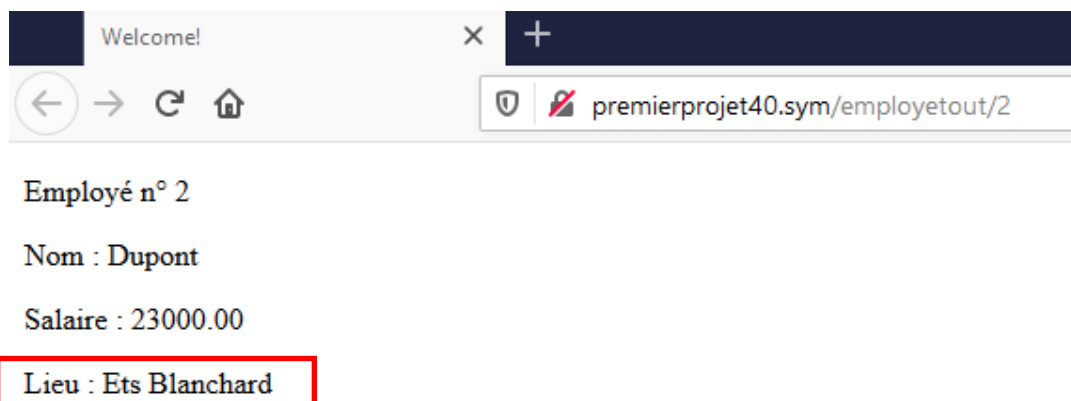 Welcome!
premierprojet40.sym/employetout/2
Employé n° 2
Nom : Dupont
Salaire : 23000.00
Lieu : Ets Blanchard